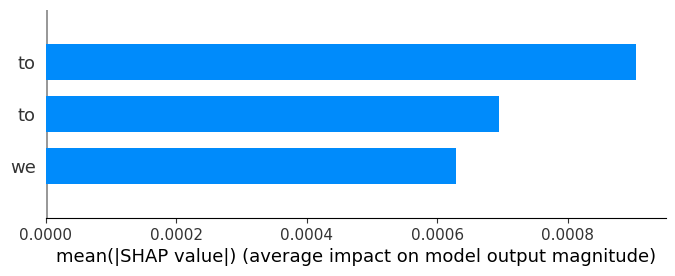 to
to
we
0.0000 0.0002 0.0004 0.0006 0.0008
mean(|SHAP value|) (average impact on model output magnitude)